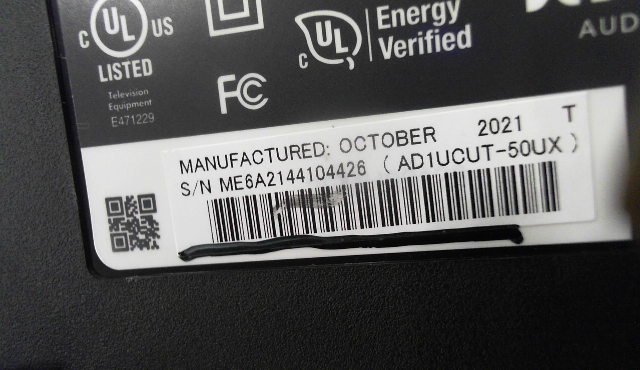 C UL US
LISTED
Television
Equipment
E471229
FC
C UL
Energy
Verified
AUD
MANUFACTURED: OCTOBER 2021 T
S/N ME6A2144104426 (AD1UCUT-50UX)